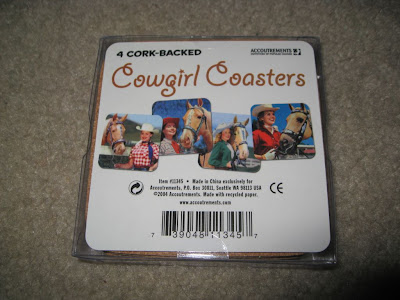 4 CORK-BACKED
ACCOUTREMENTS
Cowgirl Coasters
Item #11345 • Made in China exclusively for
Accoutrements, P.O. Box 30811, Seattle WA 98113 USA
©2004 Accoutrements. Made with recycled paper.
www.accoutrements.com
CE
7 39048 11345 7